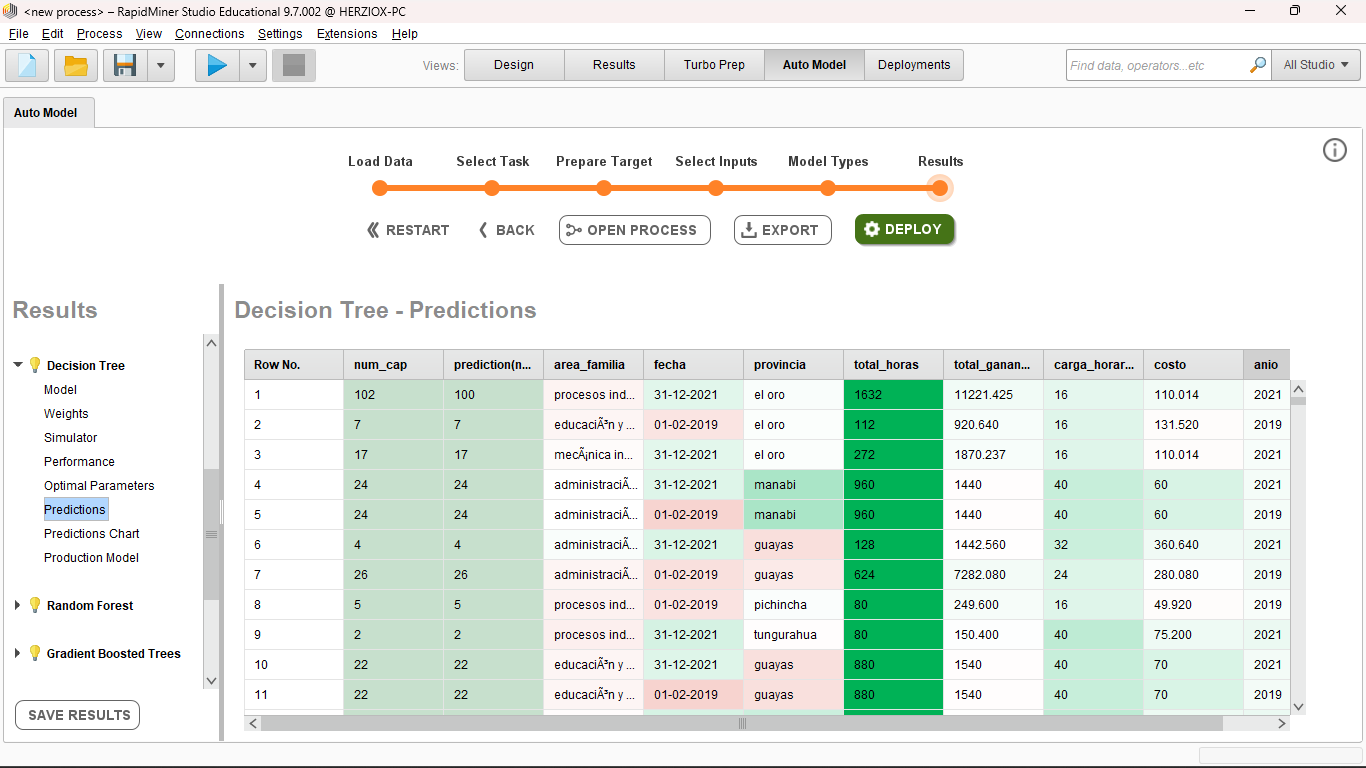 <new process> – RapidMiner Studio Educational 9.7.002 @ HERZIOX-PC
File Edit Process View Connections Settings Extensions Help
Views: Design Results Turbo Prep Auto Model Deployments Find data, operators...etc All Studio
Auto Model
Load Data Select Task Prepare Target Select Inputs Model Types Results
RESTART BACK OPEN PROCESS EXPORT DEPLOY
Results
Decision Tree
Model
Weights
Simulator
Performance
Optimal Parameters
Predictions
Predictions Chart
Production Model
Random Forest
Gradient Boosted Trees
SAVE RESULTS
Decision Tree - Predictions
Row No. num_cap prediction(n... area_familia fecha provincia total_horas total_ganan... carga_horar... costo anio
1 102 100 procesos ind... 31-12-2021 el oro 1632 11221.425 16 110.014 2021
2 7 7 educaciÃ³n y ... 01-02-2019 el oro 112 920.640 16 131.520 2019
3 17 17 mecÃ¡nica in... 31-12-2021 el oro 272 1870.237 16 110.014 2021
4 24 24 administraciÃ... 31-12-2021 manabi 960 1440 40 60 2021
5 24 24 administraciÃ... 01-02-2019 manabi 960 1440 40 60 2019
6 4 4 administraciÃ... 31-12-2021 guayas 128 1442.560 32 360.640 2021
7 26 26 administraciÃ... 01-02-2019 guayas 624 7282.080 24 280.080 2019
8 5 5 procesos ind... 01-02-2019 pichincha 80 249.600 16 49.920 2019
9 2 2 procesos ind... 31-12-2021 tungurahua 80 150.400 40 75.200 2021
10 22 22 educaciÃ³n y ... 31-12-2021 guayas 880 1540 40 70 2021
11 22 22 educaciÃ³n y ... 01-02-2019 guayas 880 1540 40 70 2019